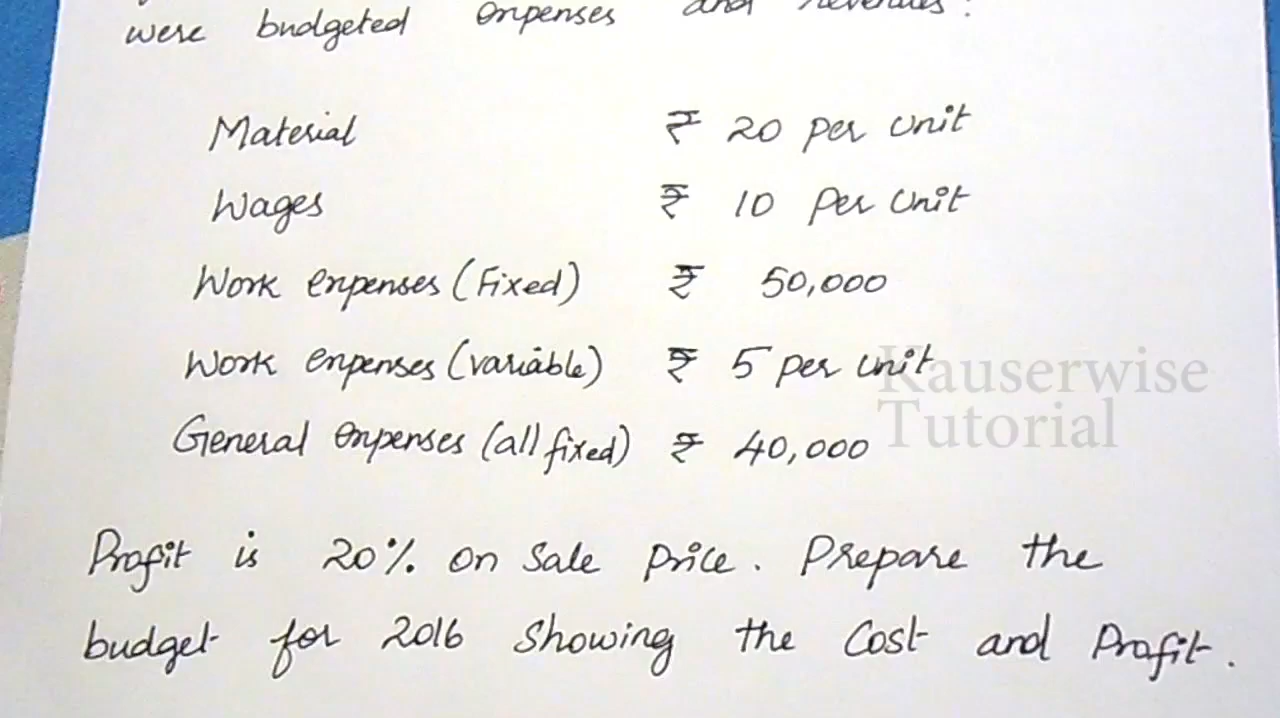 were budgeted expenses and revenues:
Material ₹ 20 per unit
Wages ₹ 10 Per Unit
Work expenses (Fixed) ₹ 50,000
Work expenses (variable) ₹ 5 per unit
Kauserwise
Tutorial
General expenses (all fixed) ₹ 40,000
Profit is 20% on Sale Price. Prepare the
budget for 2016 Showing the Cost and Profit.